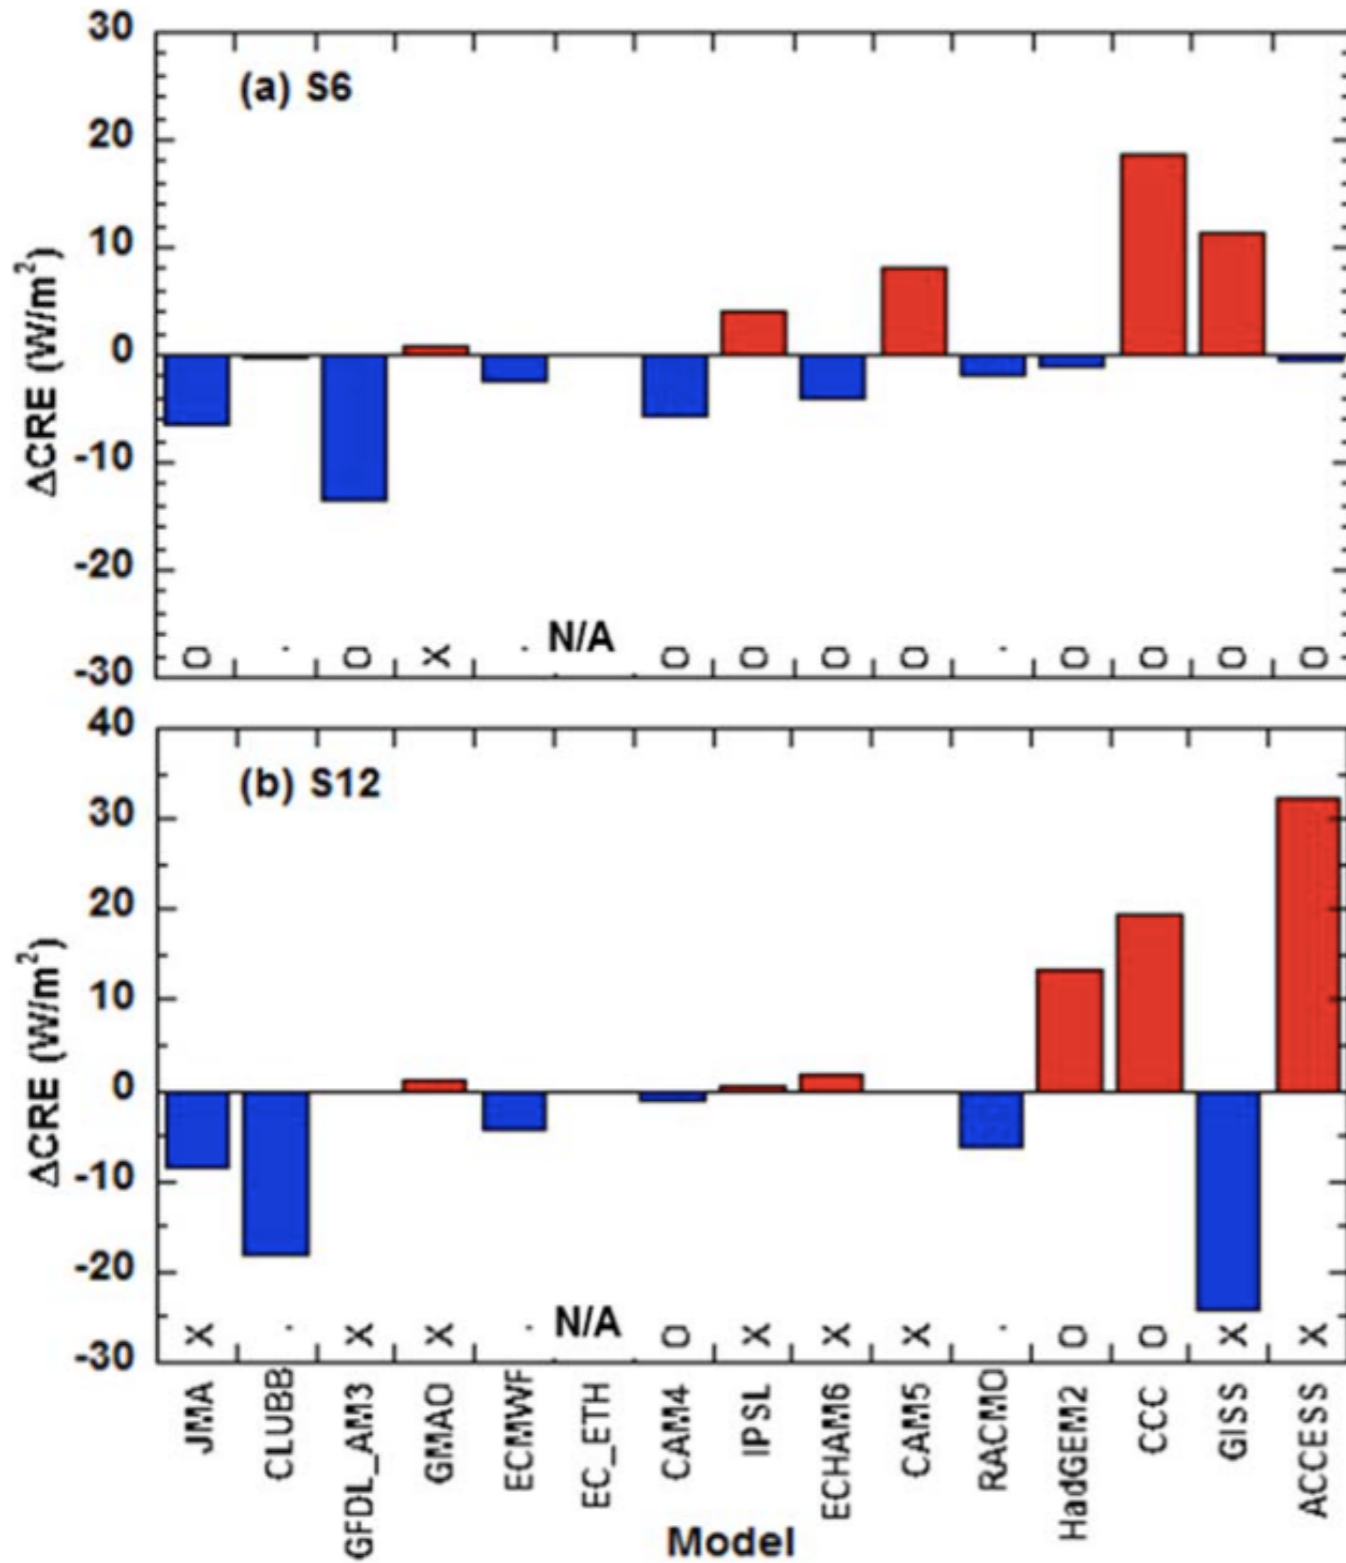 30
(a) S6
20
10
0
-10
-20
-30
ΔCRE (W/m²)
O · O X · N/A O O O O · O O O O
40
(b) S12
30
20
10
0
-10
-20
-30
ΔCRE (W/m²)
X · X X · N/A O X X X · O O X X
JMA
CLUBB
GFDL_AM3
GMAO
ECMWF
EC_ETH
CAM4
IPSL
ECHAM6
CAM5
RACMO
HadGEM2
CCC
GISS
ACCESS
Model